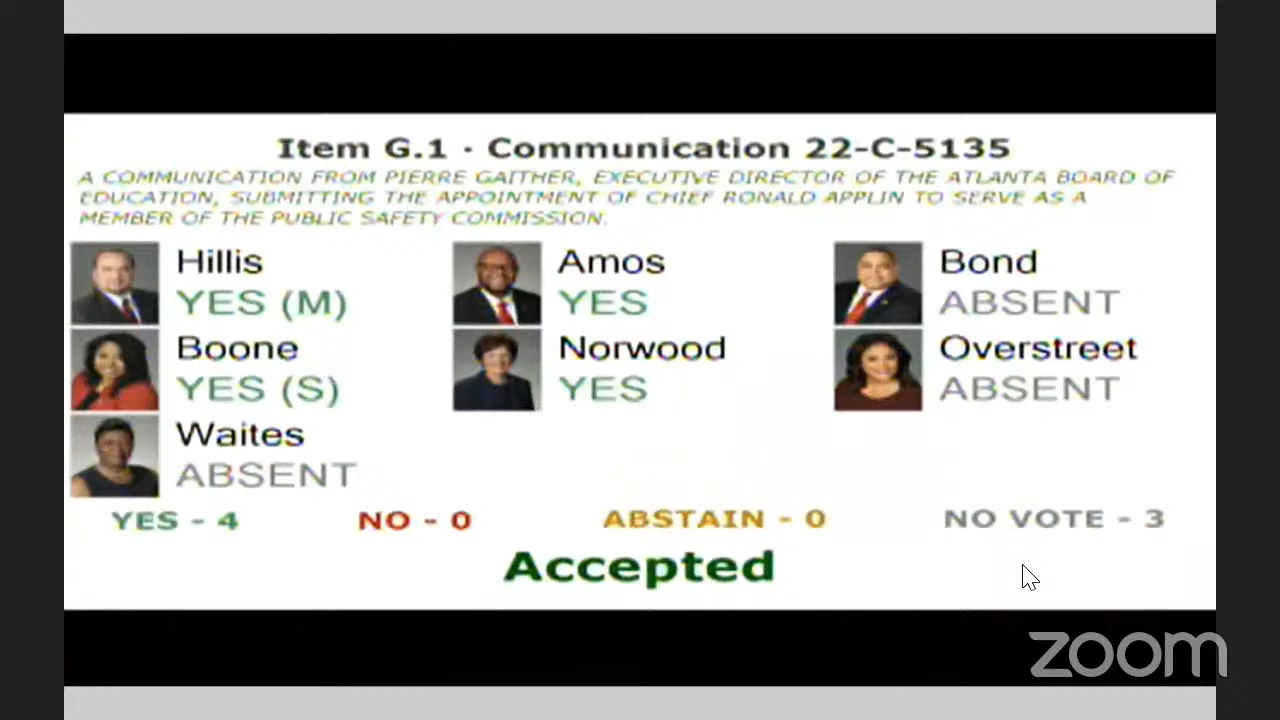 Item G.1 · Communication 22-C-5135
A COMMUNICATION FROM PIERRE GAITHER, EXECUTIVE DIRECTOR OF THE ATLANTA BOARD OF
EDUCATION, SUBMITTING THE APPOINTMENT OF CHIEF RONALD APPLIN TO SERVE AS A
MEMBER OF THE PUBLIC SAFETY COMMISSION.
Hillis
YES (M)
Amos
YES
Bond
ABSENT
Boone
YES (S)
Norwood
YES
Overstreet
ABSENT
Waites
ABSENT
YES - 4 NO - 0 ABSTAIN - 0 NO VOTE - 3
Accepted
zoom